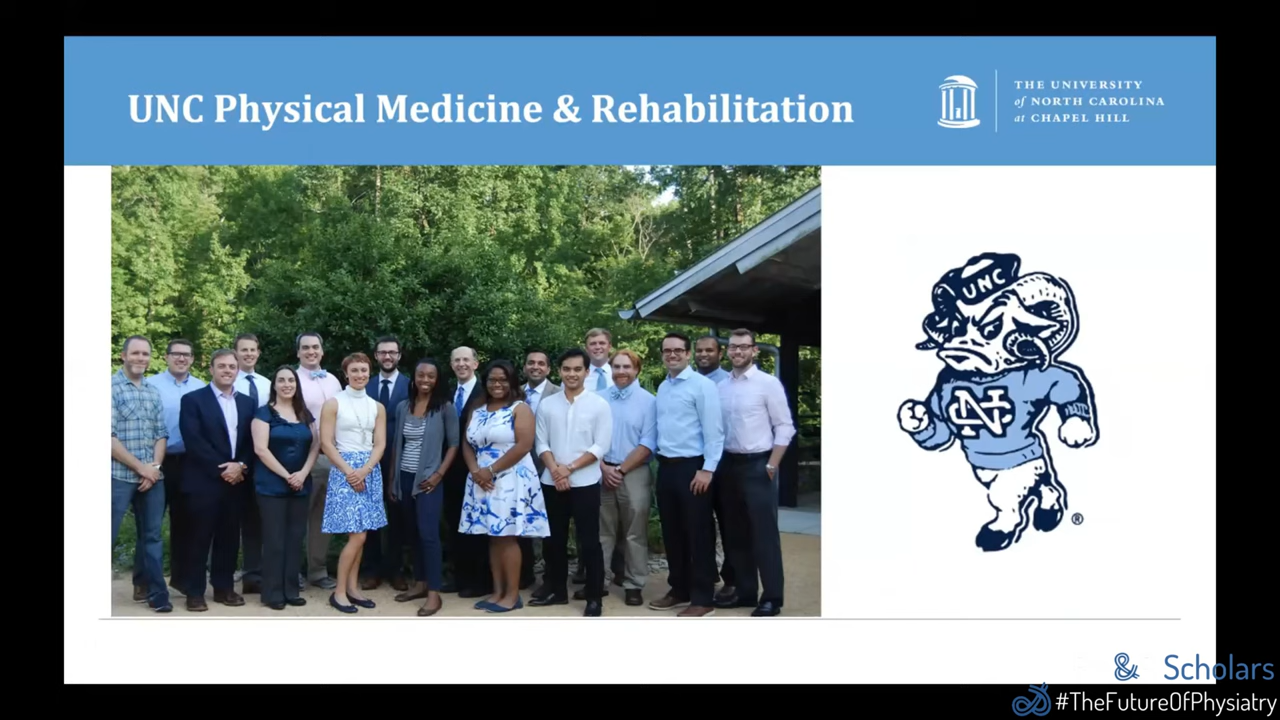 UNC Physical Medicine & Rehabilitation
THE UNIVERSITY
of NORTH CAROLINA
at CHAPEL HILL
UNC
NC
®
& Scholars
#TheFutureOfPhysiatry